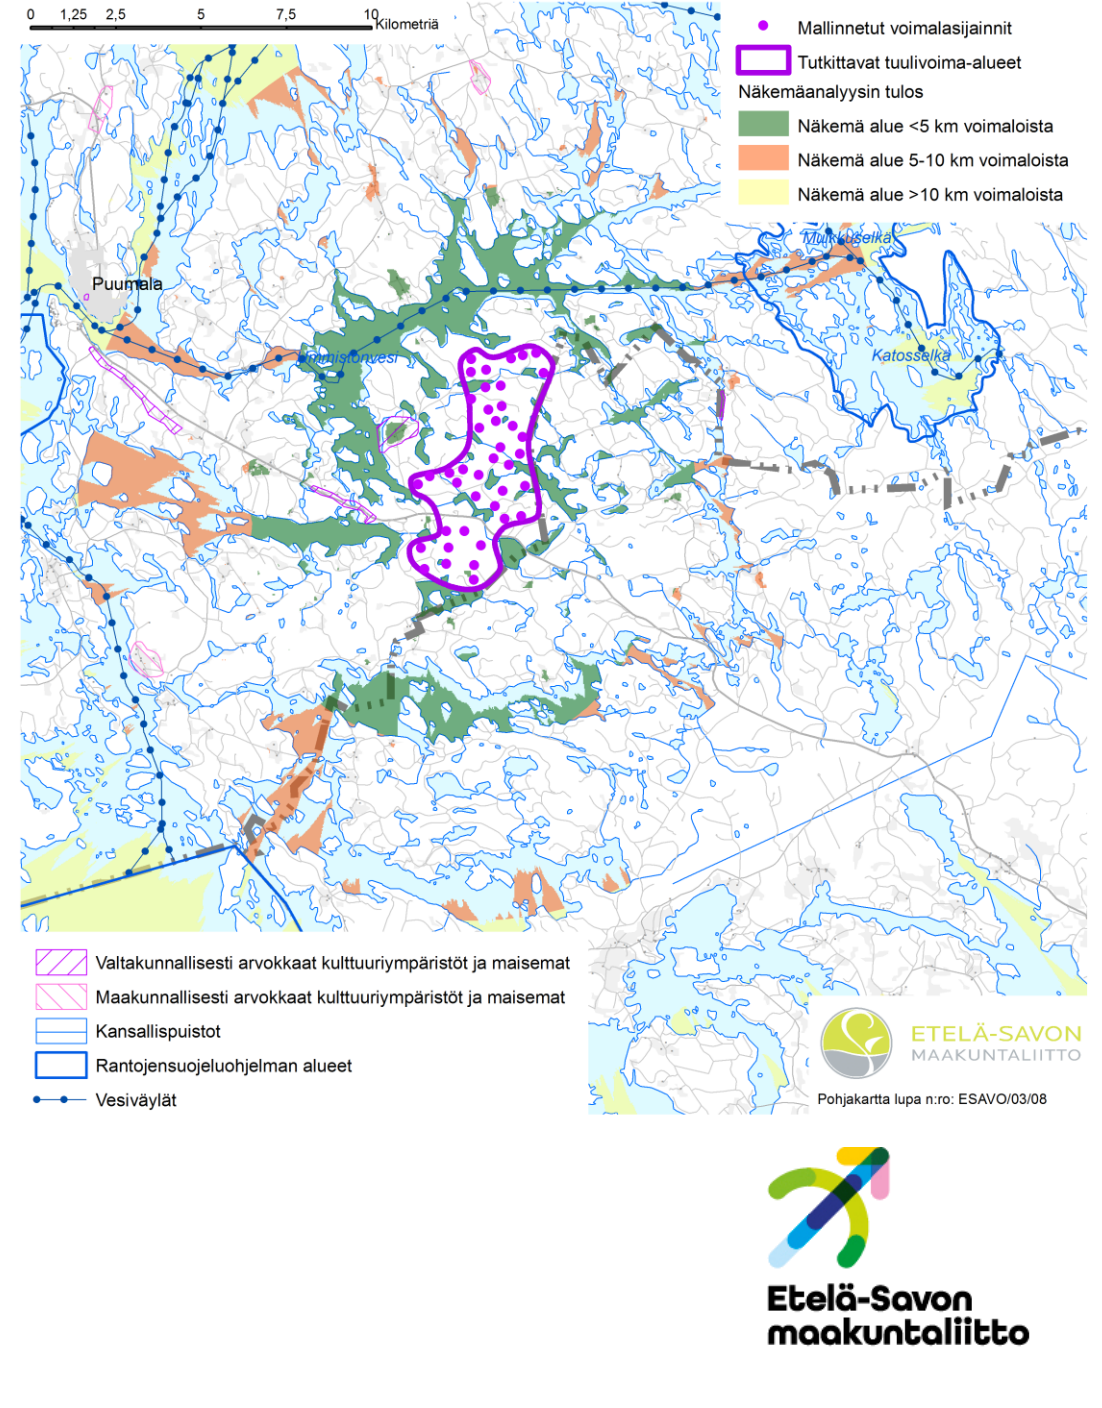 0 1,25 2,5 5 7,5 10
Kilometriä
Mallinnetut voimalasijainnit
Tutkittavat tuulivoima-alueet
Näkemäanalyysin tulos
Näkemä alue <5 km voimaloista
Näkemä alue 5-10 km voimaloista
Näkemä alue >10 km voimaloista
Puumala
Katosselkä
Valtakunnallisesti arvokkaat kulttuuriympäristöt ja maisemat
Maakunnallisesti arvokkaat kulttuuriympäristöt ja maisemat
Kansallispuistot
Rantojensuojeluohjelman alueet
Vesiväylät
ETELÄ-SAVON
MAAKUNTALIITTO
Pohjakartta lupa n:ro: ESAVO/03/08
Etelä-Savon
maakuntaliitto